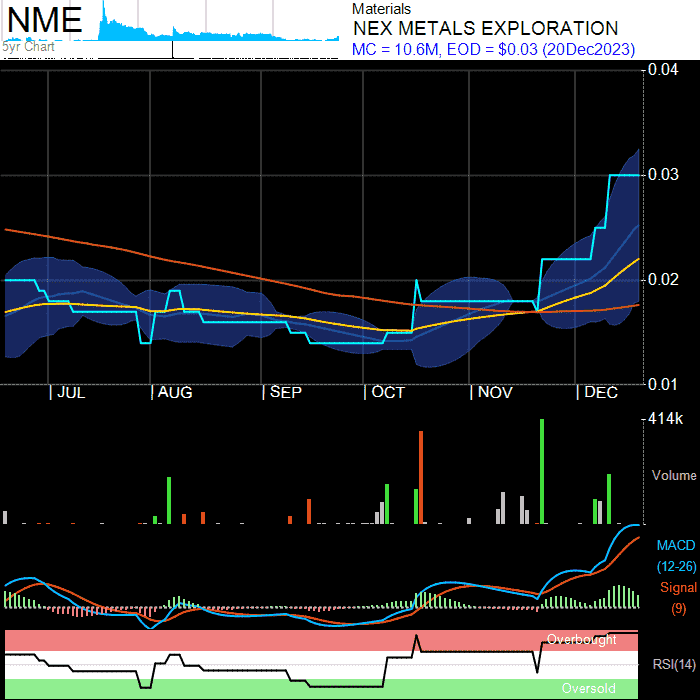 NME
5yr Chart
Materials
NEX METALS EXPLORATION
MC = 10.6M, EOD = $0.03 (20Dec2023)
0.04
0.03
0.02
0.01
JUL AUG SEP OCT NOV DEC
414k
Volume
MACD
(12-26)
Signal
(9)
Overbought
RSI(14)
Oversold